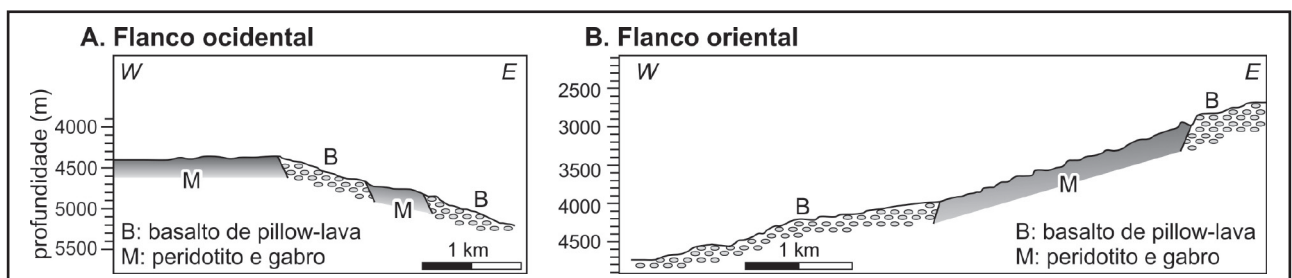 A. Flanco ocidental
W E
profundidade (m)
4000
4500
5000
5500
B
M
B
M
B: basalto de pillow-lava
M: peridotito e gabro
1 km
B. Flanco oriental
W E
2500
3000
3500
4000
4500
B
M
B
B: basalto de pillow-lava
M: peridotito e gabro
1 km